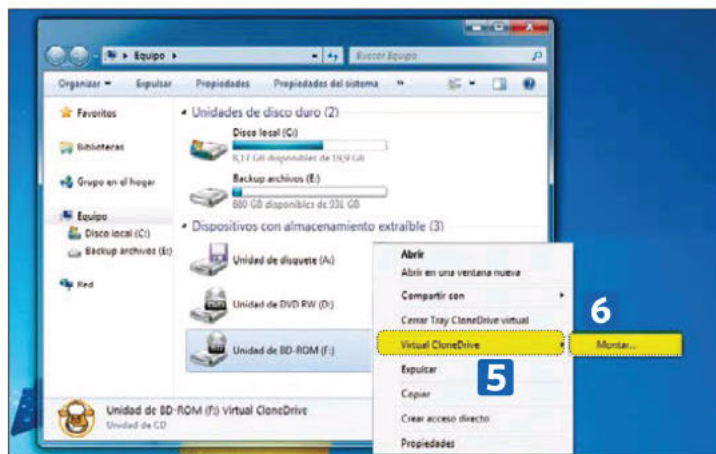 Equipo
Buscar Equipo
Organizar
Expulsar
Propiedades
Propiedades del sistema
»
Favoritos
Bibliotecas
Grupo en el hogar
Equipo
Disco local (C:)
Backup archivos (E:)
Red
Unidades de disco duro (2)
Disco local (C:)
8,17 GB disponibles de 19,9 GB
Backup archivos (E:)
880 GB disponibles de 931 GB
Dispositivos con almacenamiento extraíble (3)
Unidad de disquete (A:)
Unidad de DVD RW (D:)
Unidad de BD-ROM (F:)
Abrir
Abrir en una ventana nueva
Compartir con
Cerrar Tray CloneDrive virtual
Virtual CloneDrive
5
Montar...
6
Expulsar
Copiar
Crear acceso directo
Propiedades
Unidad de BD-ROM (F:) Virtual CloneDrive
Unidad de CD